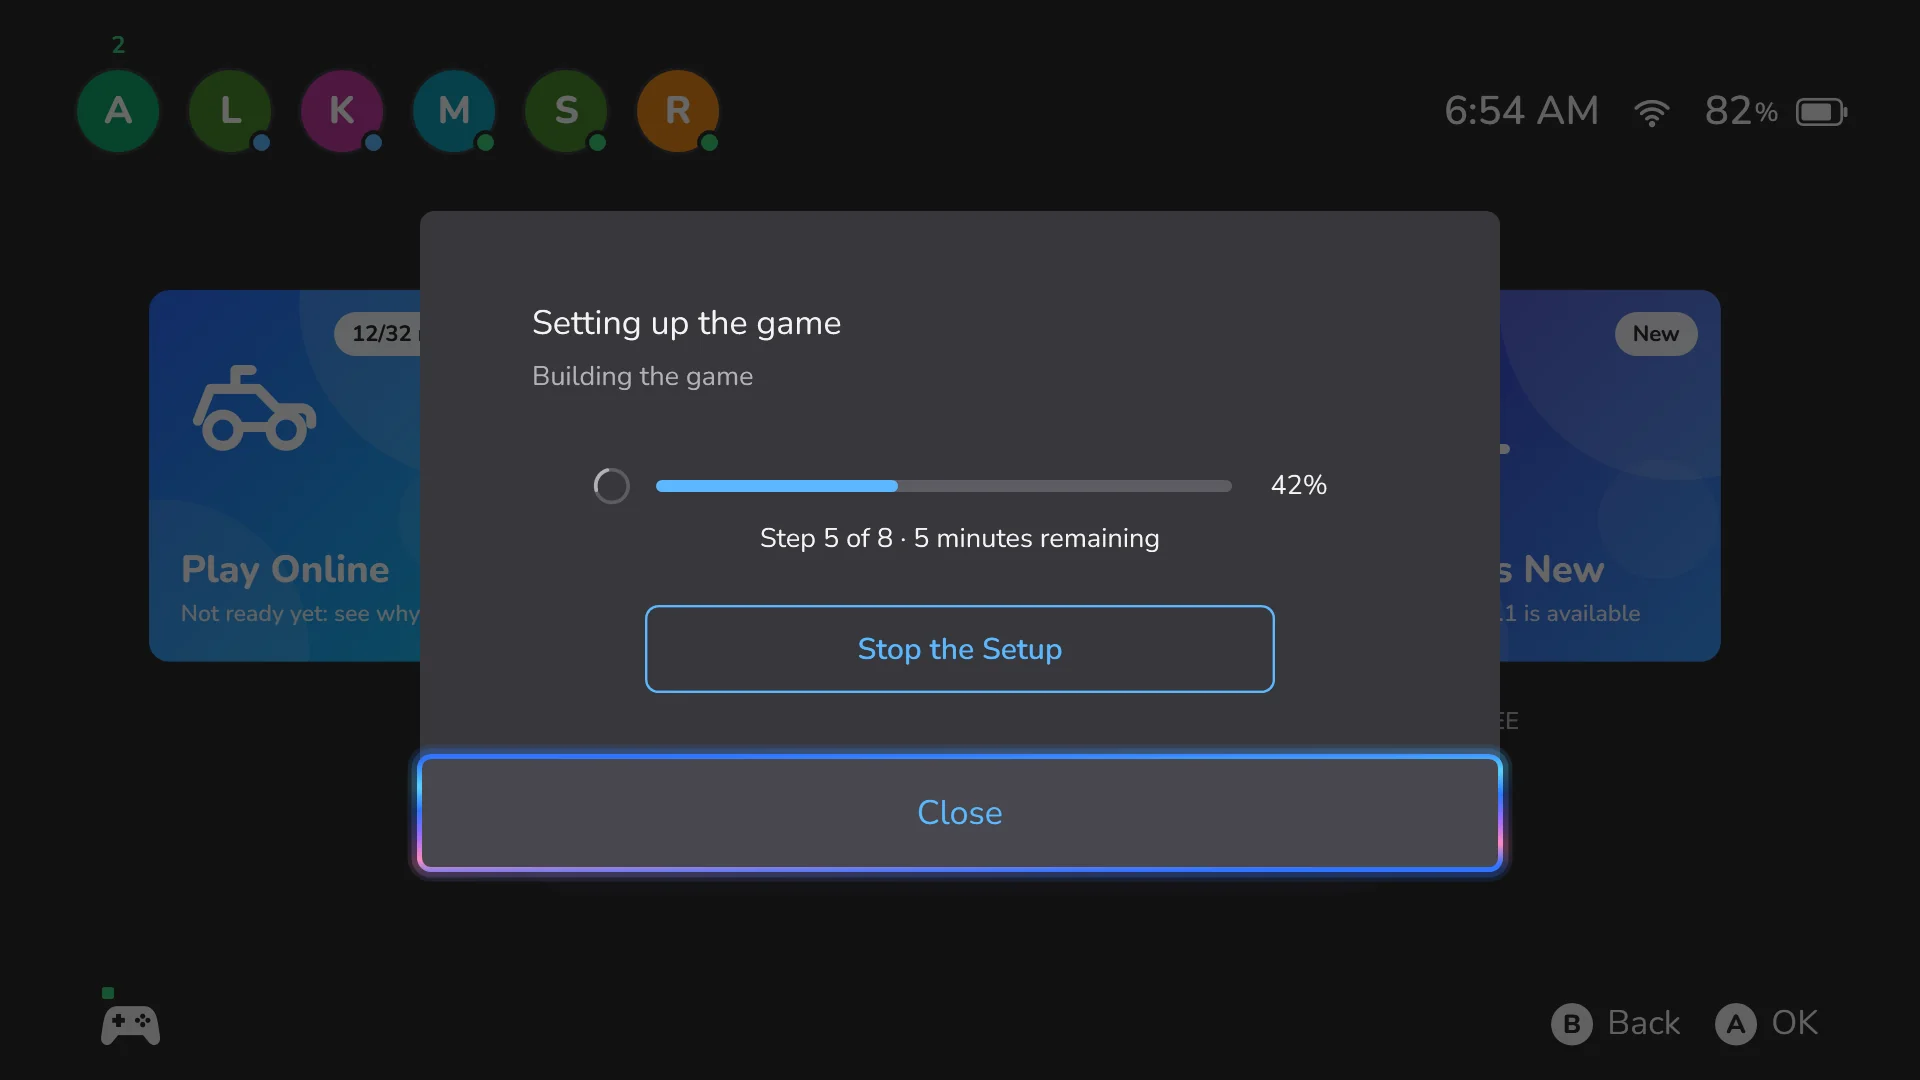 2
A L K M S R
6:54 AM 82%
12/32
New
Setting up the game
Building the game
42%
Step 5 of 8 · 5 minutes remaining
Play Online
Not ready yet: see why
s New
.1 is available
Stop the Setup
EE
Close
B Back A OK